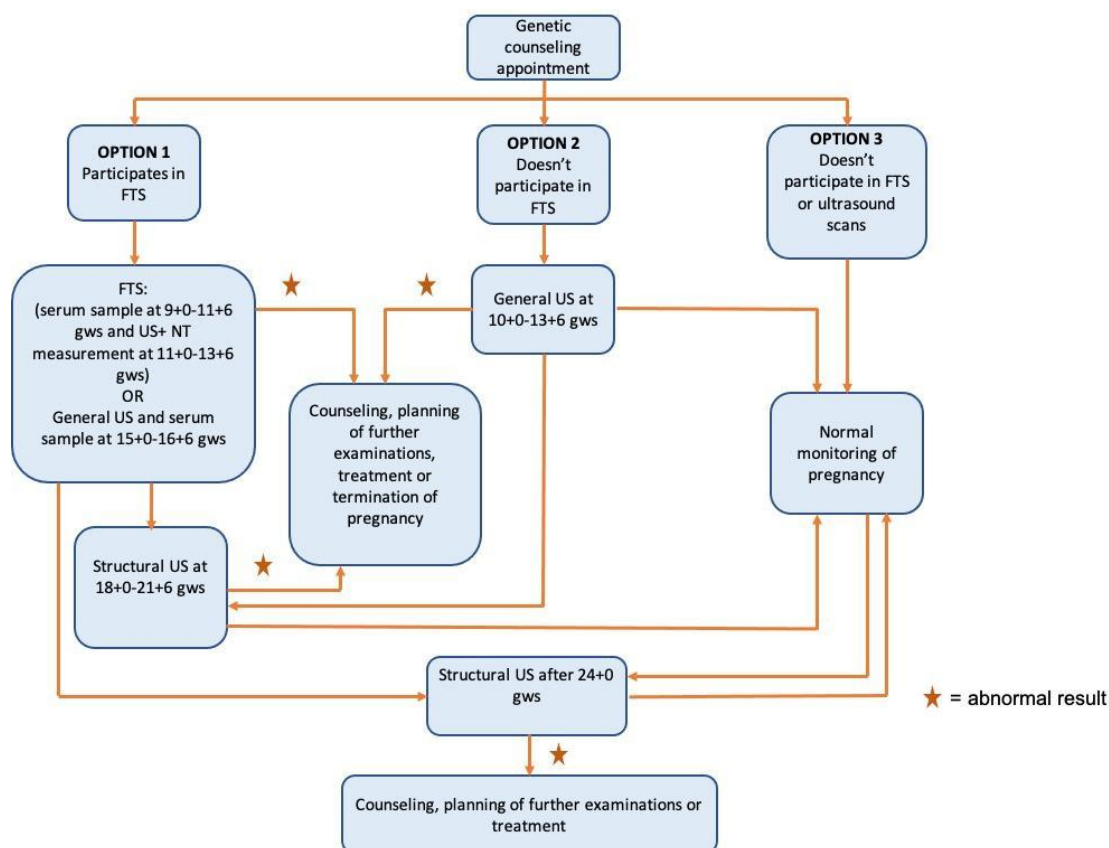 Genetic
counseling
appointment
OPTION 1
Participates in
FTS
OPTION 2
Doesn't
participate in
FTS
OPTION 3
Doesn't
participate in FTS
or ultrasound
scans
FTS:
(serum sample at 9+0-11+6
gws and US+ NT
measurement at 11+0-13+6
gws)
OR
General US and serum
sample at 15+0-16+6 gws
General US at
10+0-13+6 gws
Counseling, planning
of further
examinations,
treatment or
termination of
pregnancy
Normal
monitoring of
pregnancy
Structural US at
18+0-21+6 gws
Structural US after 24+0
gws
= abnormal result
Counseling, planning of further examinations or
treatment